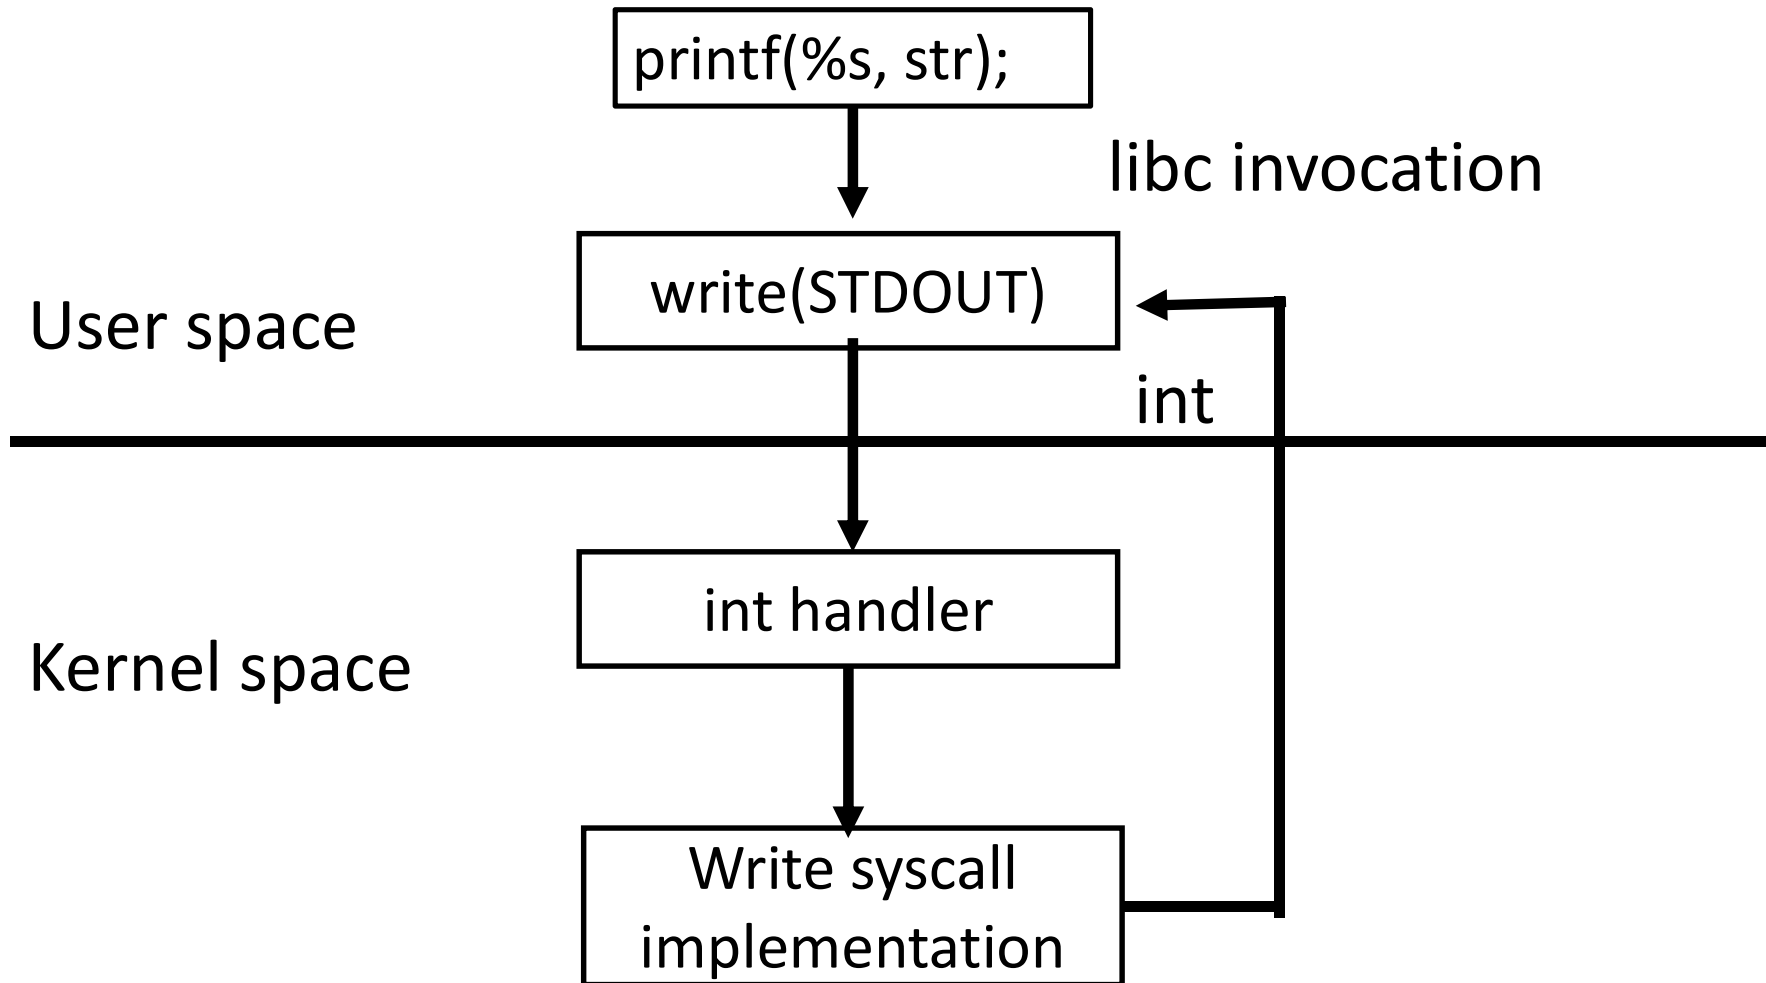 printf(%s, str);
libc invocation
write(STDOUT)
User space
int
int handler
Kernel space
Write syscall
implementation